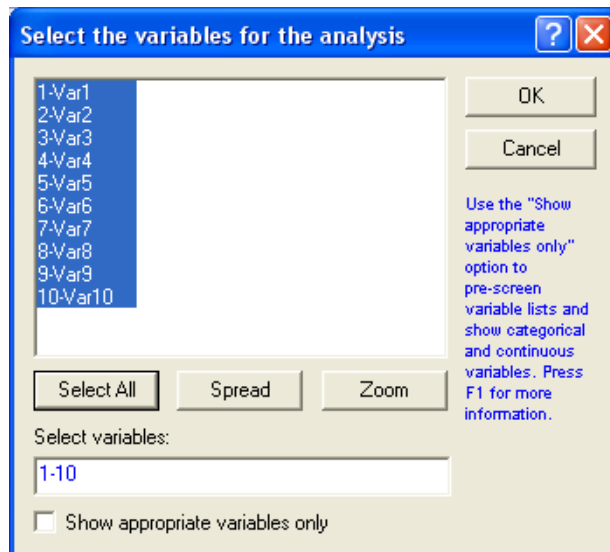 Select the variables for the analysis
?
1-Var1
2-Var2
3-Var3
4-Var4
5-Var5
6-Var6
7-Var7
8-Var8
9-Var9
10-Var10
OK
Cancel
Use the "Show
appropriate
variables only"
option to
pre-screen
variable lists and
show categorical
and continuous
variables. Press
F1 for more
information.
Select All
Spread
Zoom
Select variables:
1-10
Show appropriate variables only